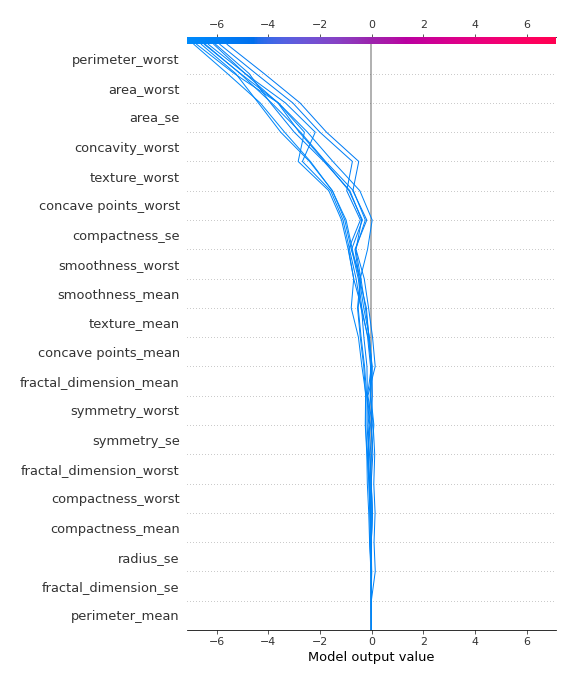 −6 −4 −2 0 2 4 6
perimeter_worst
area_worst
area_se
concavity_worst
texture_worst
concave points_worst
compactness_se
smoothness_worst
smoothness_mean
texture_mean
concave points_mean
fractal_dimension_mean
symmetry_worst
symmetry_se
fractal_dimension_worst
compactness_worst
compactness_mean
radius_se
fractal_dimension_se
perimeter_mean
−6 −4 −2 0 2 4 6
Model output value